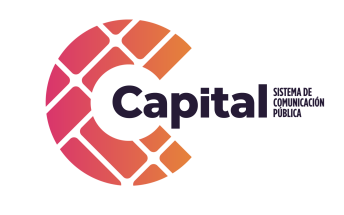 Capital
SISTEMA DE
COMUNICACIÓN
PÚBLICA